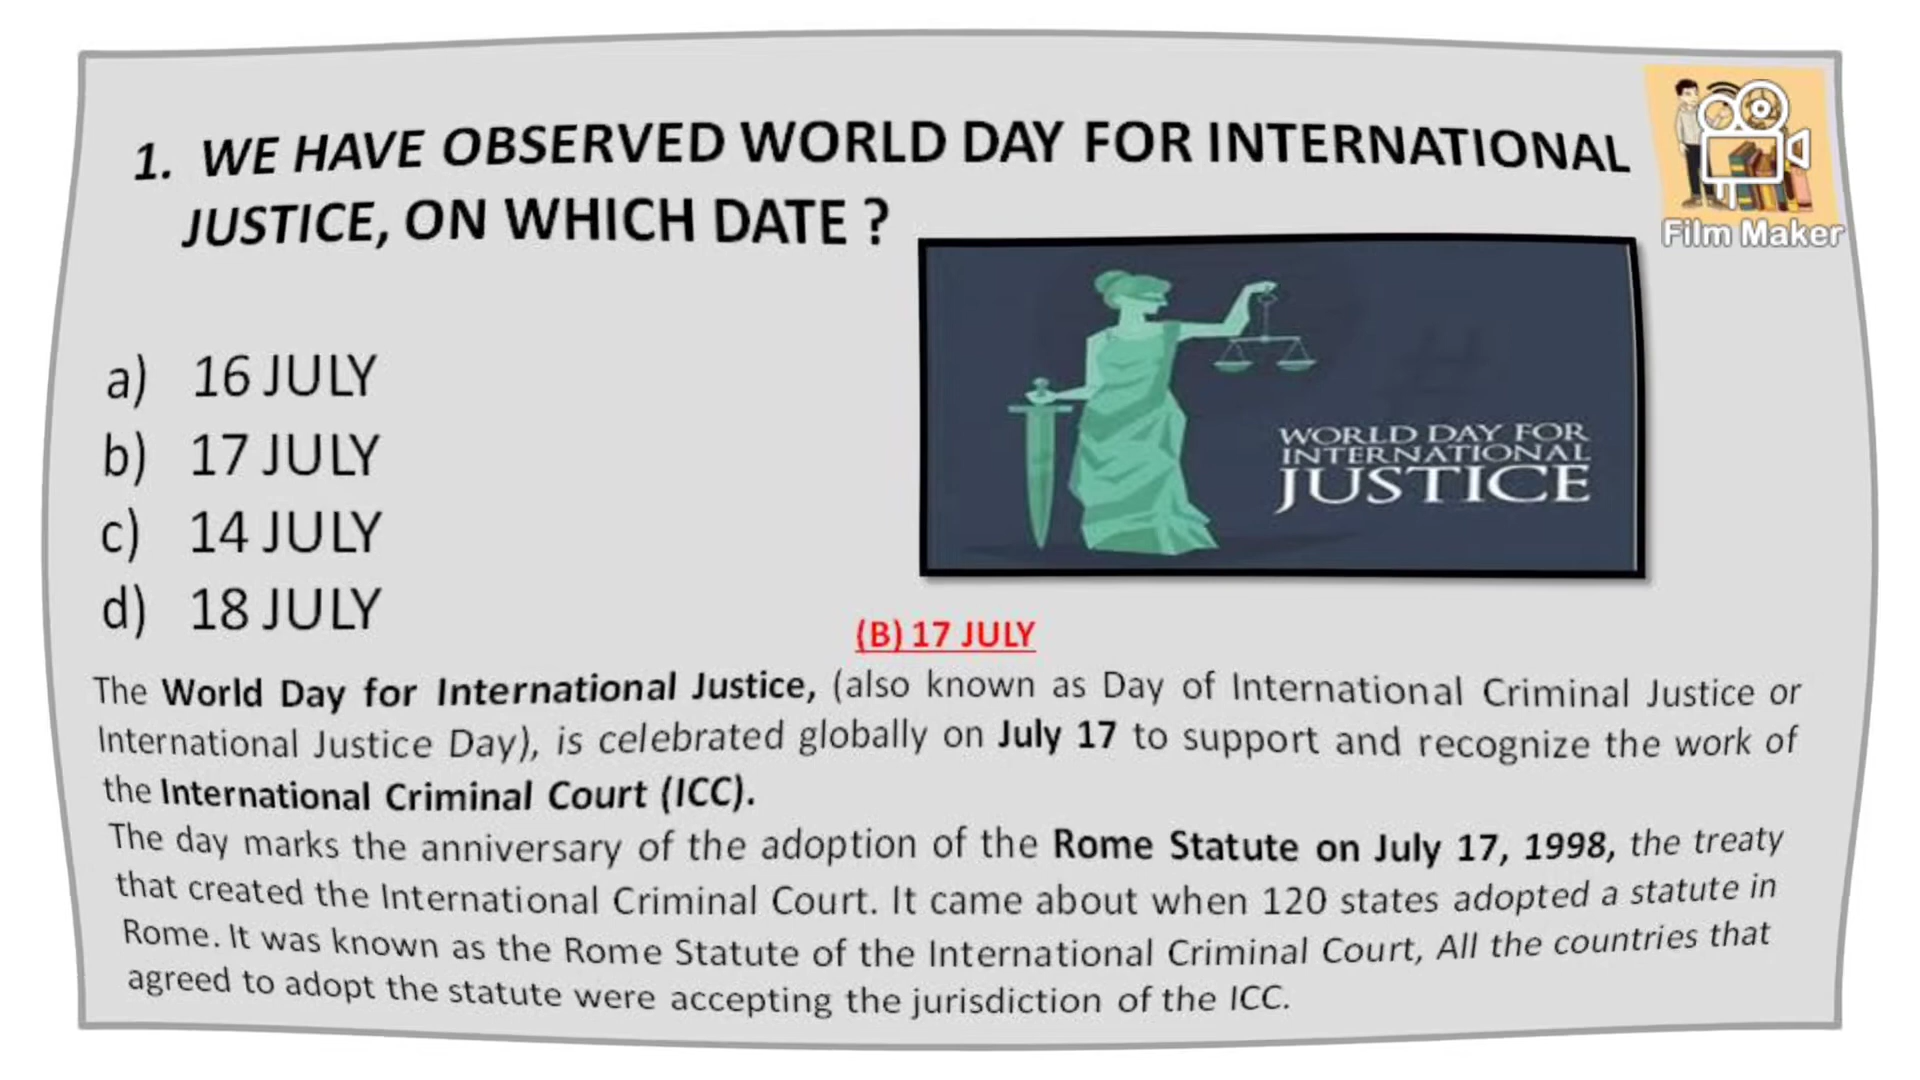 1. WE HAVE OBSERVED WORLD DAY FOR INTERNATIONAL
JUSTICE, ON WHICH DATE ?
Film Maker
a) 16 JULY
b) 17 JULY
c) 14 JULY
d) 18 JULY
WORLD DAY FOR
INTERNATIONAL
JUSTICE
(B) 17 JULY
The World Day for International Justice, (also known as Day of International Criminal Justice or
International Justice Day), is celebrated globally on July 17 to support and recognize the work of
the International Criminal Court (ICC).
The day marks the anniversary of the adoption of the Rome Statute on July 17, 1998, the treaty
that created the International Criminal Court. It came about when 120 states adopted a statute in
Rome. It was known as the Rome Statute of the International Criminal Court, All the countries that
agreed to adopt the statute were accepting the jurisdiction of the ICC.